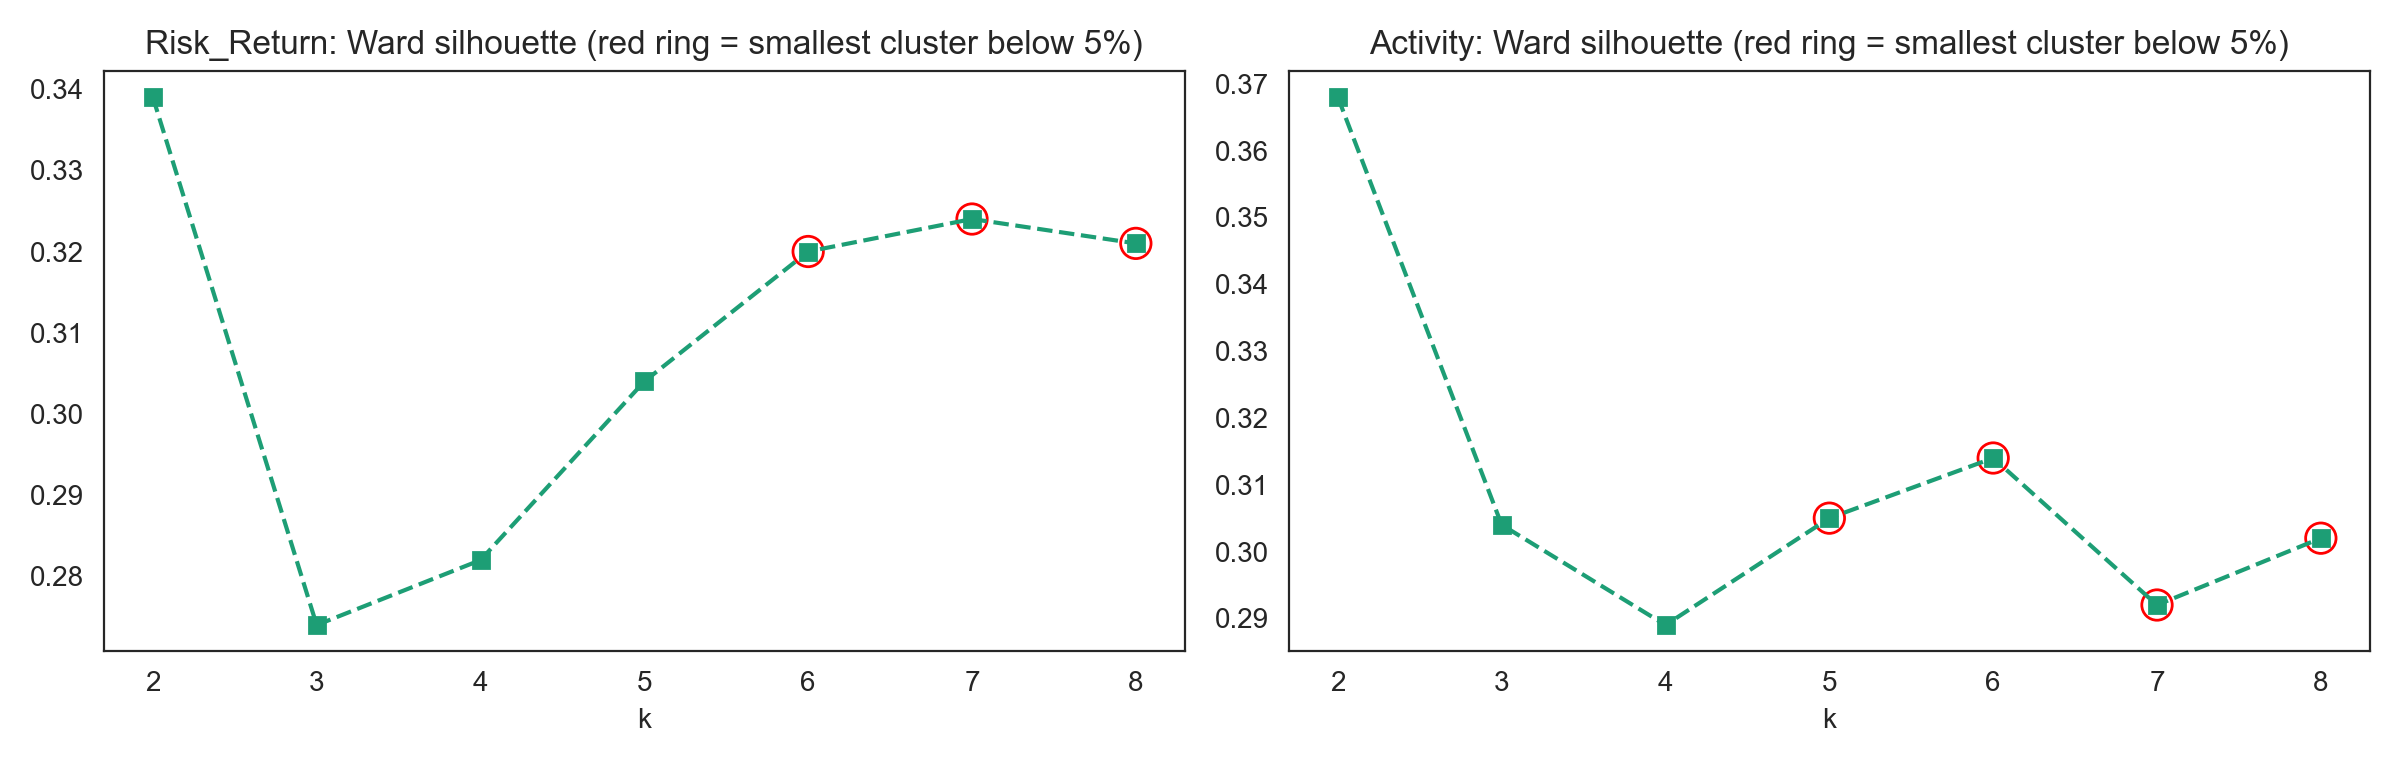 Risk_Return: Ward silhouette (red ring = smallest cluster below 5%)
0.34
0.33
0.32
0.31
0.30
0.29
0.28
2 3 4 5 6 7 8
k
Activity: Ward silhouette (red ring = smallest cluster below 5%)
0.37
0.36
0.35
0.34
0.33
0.32
0.31
0.30
0.29
2 3 4 5 6 7 8
k